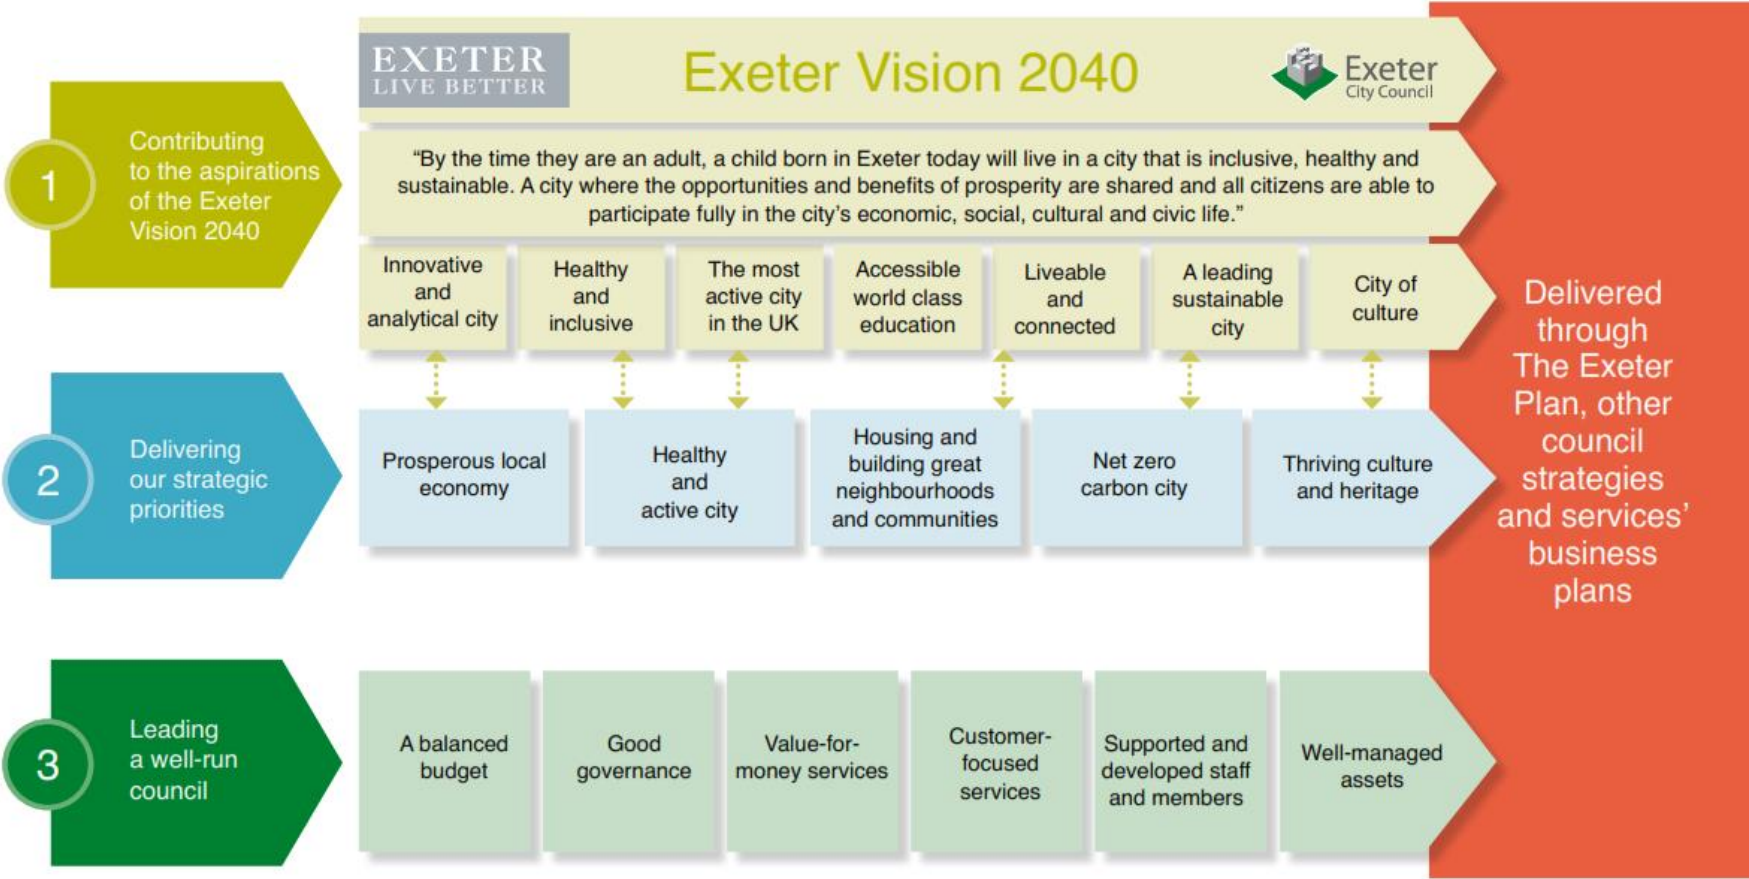 EXETER
LIVE BETTER
Exeter Vision 2040
Exeter
City Council
1
Contributing
to the aspirations
of the Exeter
Vision 2040
“By the time they are an adult, a child born in Exeter today will live in a city that is inclusive, healthy and
sustainable. A city where the opportunities and benefits of prosperity are shared and all citizens are able to
participate fully in the city’s economic, social, cultural and civic life.”
Innovative
and
analytical city
Healthy
and
inclusive
The most
active city
in the UK
Accessible
world class
education
Liveable
and
connected
A leading
sustainable
city
City of
culture
2
Delivering
our strategic
priorities
Prosperous local
economy
Healthy
and
active city
Housing and
building great
neighbourhoods
and communities
Net zero
carbon city
Thriving culture
and heritage
3
Leading
a well-run
council
A balanced
budget
Good
governance
Value-for-
money services
Customer-
focused
services
Supported and
developed staff
and members
Well-managed
assets
Delivered
through
The Exeter
Plan, other
council
strategies
and services’
business
plans